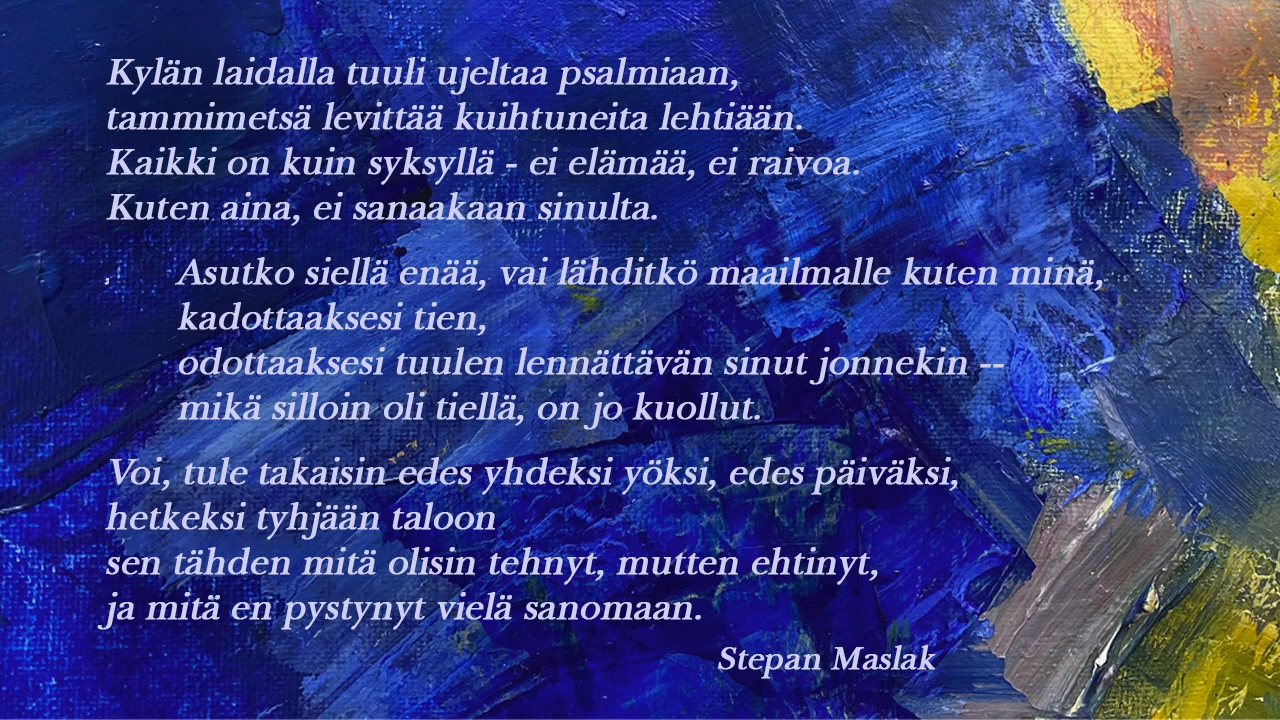 Kylän laidalla tuuli ujeltaa psalmiaan,
tammimetsä levittää kuihtuneita lehtiään.
Kaikki on kuin syksyllä - ei elämää, ei raivoa.
Kuten aina, ei sanaakaan sinulta.
Asutko siellä enää, vai lähditkö maailmalle kuten minä,
kadottaaksesi tien,
odottaaksesi tuulen lennättävän sinut jonnekin --
mikä silloin oli tiellä, on jo kuollut.
Voi, tule takaisin edes yhdeksi yöksi, edes päiväksi,
hetkeksi tyhjään taloon
sen tähden mitä olisin tehnyt, mutten ehtinyt,
ja mitä en pystynyt vielä sanomaan.
Stepan Maslak